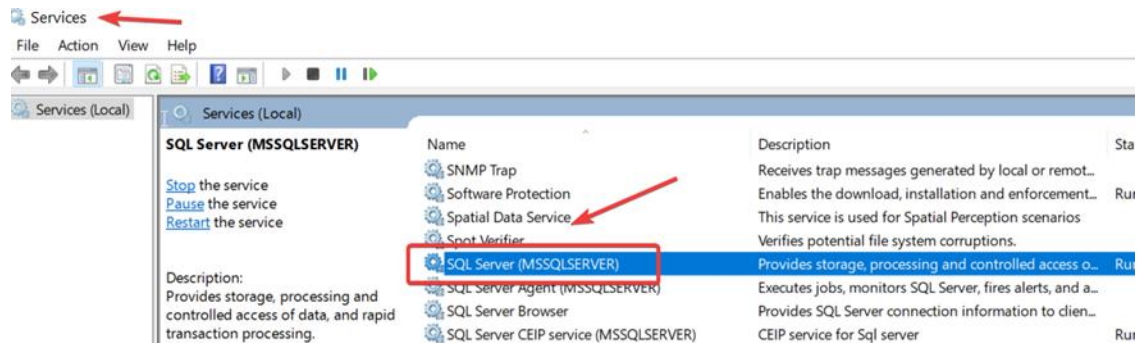 Services
File Action View Help
Services (Local)
Services (Local)
SQL Server (MSSQLSERVER)
Stop the service
Pause the service
Restart the service
Description:
Provides storage, processing and
controlled access of data, and rapid
transaction processing.
Name Description Sta
SNMP Trap Receives trap messages generated by local or remot...
Software Protection Enables the download, installation and enforcement... Run
Spatial Data Service This service is used for Spatial Perception scenarios
Spot Verifier Verifies potential file system corruptions.
SQL Server (MSSQLSERVER) Provides storage, processing and controlled access o... Run
SQL Server Agent (MSSQLSERVER) Executes jobs, monitors SQL Server, fires alerts, and a...
SQL Server Browser Provides SQL Server connection information to clien...
SQL Server CEIP service (MSSQLSERVER) CEIP service for Sql server Run